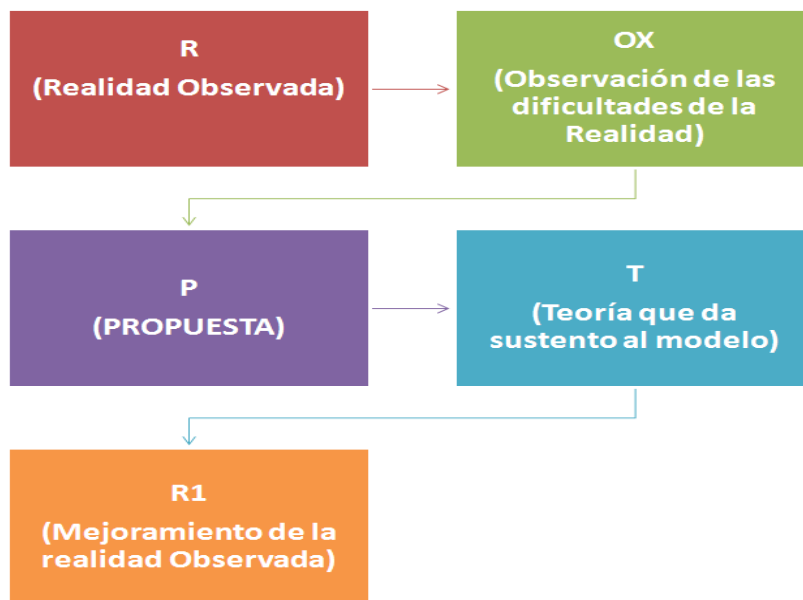 R
(Realidad Observada)
OX
(Observación de las
dificultades de la
Realidad)
P
(PROPUESTA)
T
(Teoría que da
sustento al modelo)
R1
(Mejoramiento de la
realidad Observada)